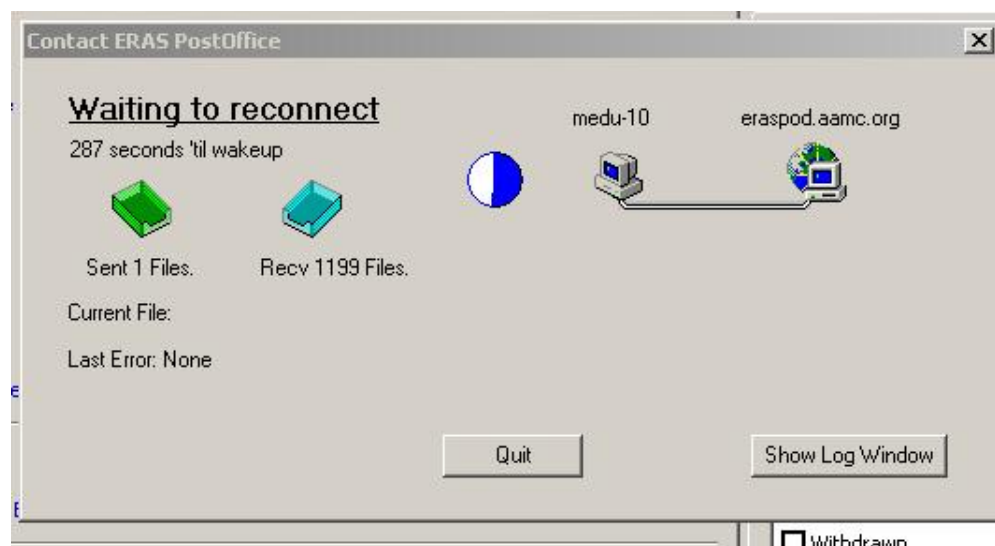 Contact ERAS PostOffice
Waiting to reconnect
287 seconds 'til wakeup
medu-10
eraspod.aamc.org
Sent 1 Files.
Recv 1199 Files.
Current File:
Last Error: None
Quit
Show Log Window
Withdrawn